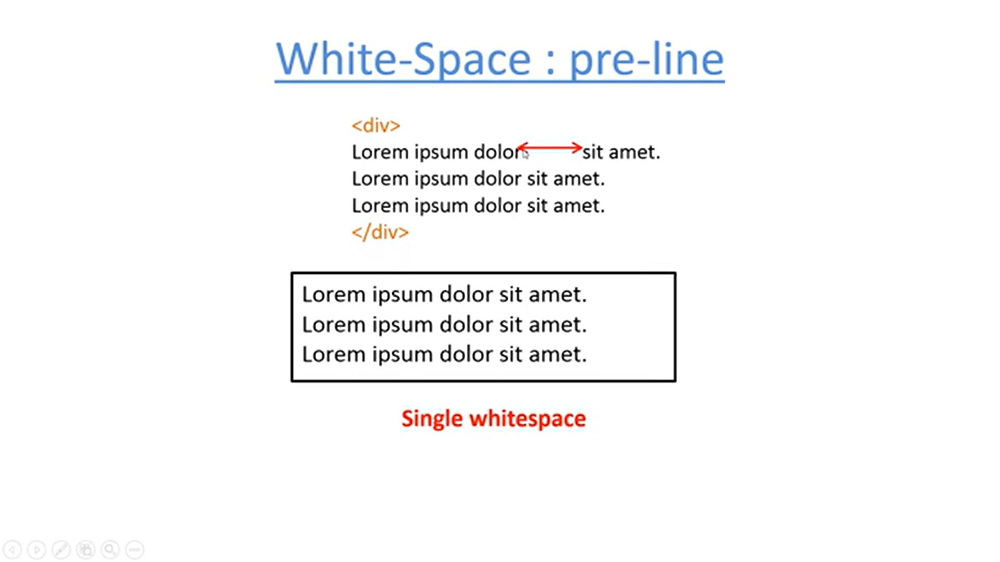 White-Space : pre-line
<div>
Lorem ipsum dolor sit amet.
Lorem ipsum dolor sit amet.
Lorem ipsum dolor sit amet.
</div>
Lorem ipsum dolor sit amet.
Lorem ipsum dolor sit amet.
Lorem ipsum dolor sit amet.
Single whitespace